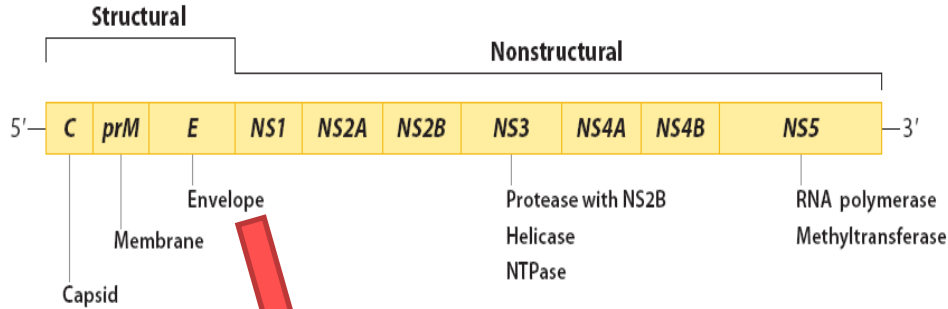 Structural
Nonstructural
5′ C prM E NS1 NS2A NS2B NS3 NS4A NS4B NS5 3′
Envelope Protease with NS2B RNA polymerase
Membrane Helicase Methyltransferase
NTPase
Capsid